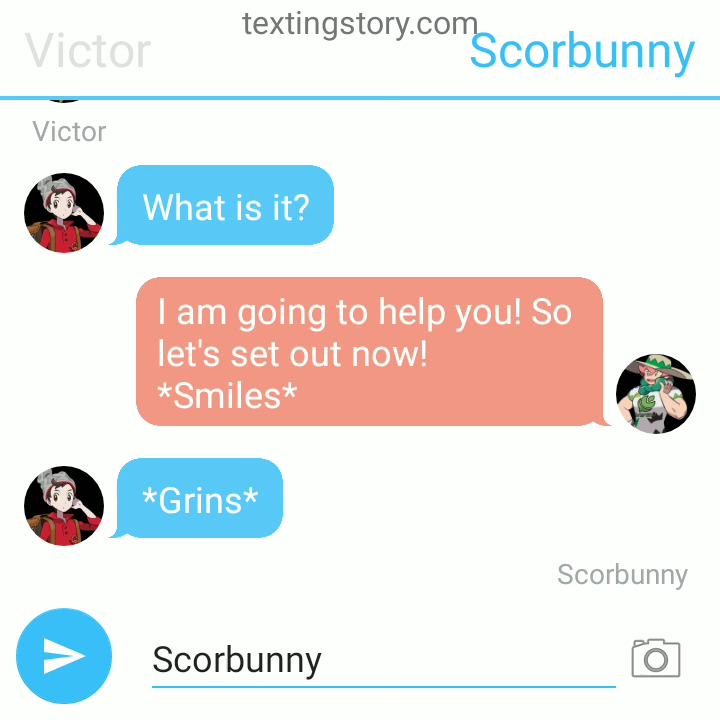 textingstory.com
Victor
Scorbunny
Victor
What is it?
I am going to help you! So
let's set out now!
*Smiles*
*Grins*
Scorbunny
Scorbunny